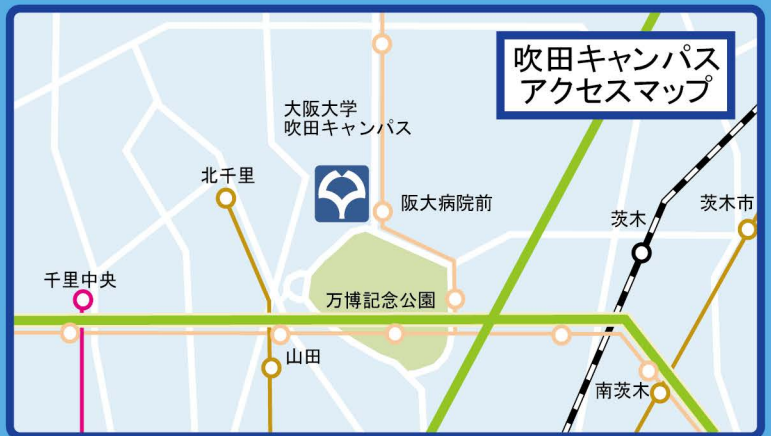 吹田キャンパス
アクセスマップ
大阪大学
吹田キャンパス
北千里
阪大病院前
茨木
茨木市
千里中央
万博記念公園
山田
南茨木